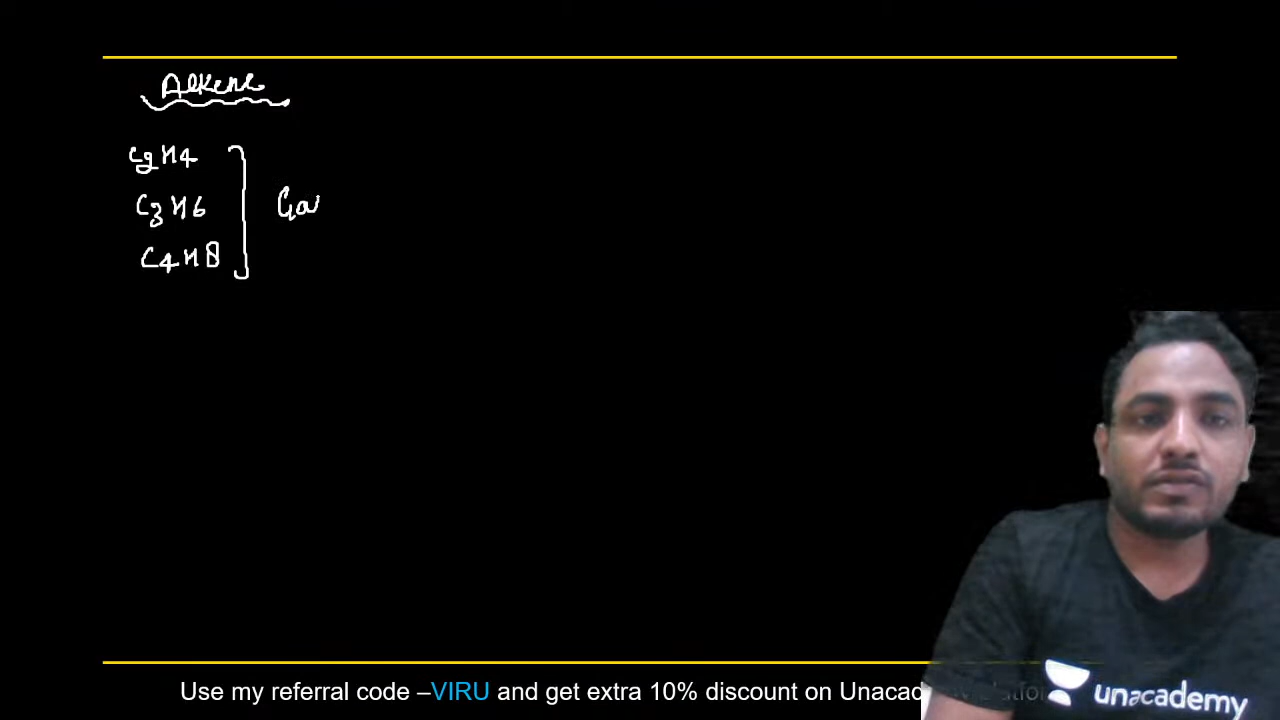 Alkene
C2H4
C3H6
C4H8
Ga
Use my referral code –VIRU and get extra 10% discount on Unacad
unacademy